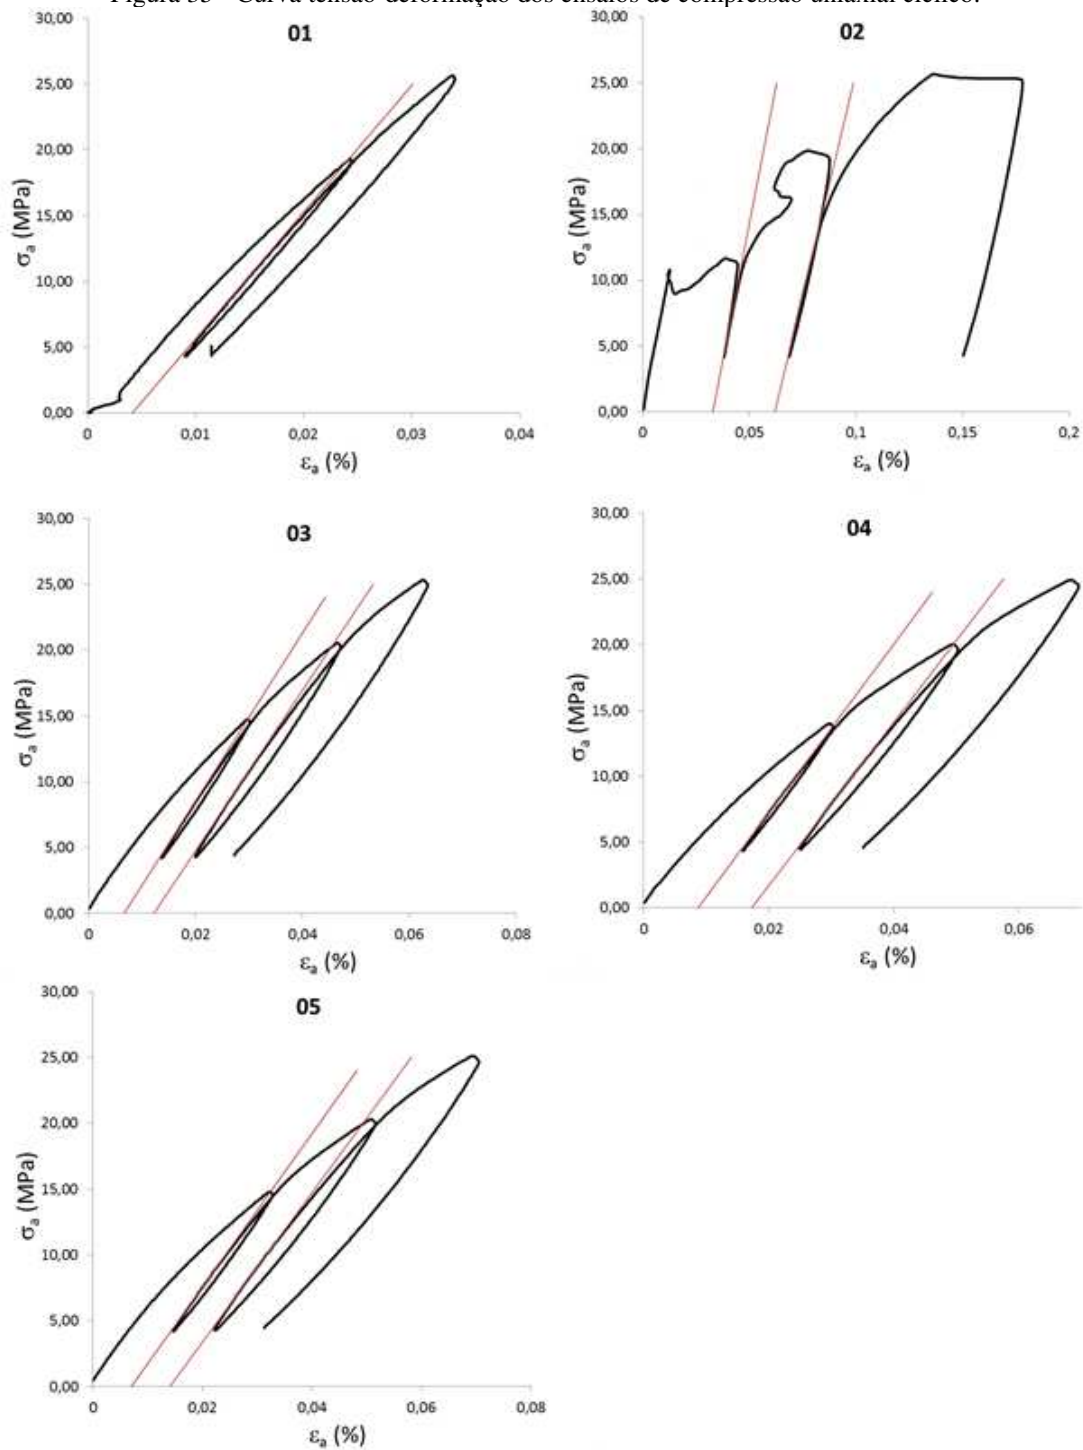 Figura 33 - Curva tensão-deformação dos ensaios de compressão uniaxial cíclico.
01
30,00
25,00
20,00
15,00
10,00
5,00
0,00
σa (MPa)
0 0,01 0,02 0,03 0,04
εa (%)
02
30,00
25,00
20,00
15,00
10,00
5,00
0,00
σa (MPa)
0 0,05 0,1 0,15 0,2
εa (%)
03
30,00
25,00
20,00
15,00
10,00
5,00
0,00
σa (MPa)
0 0,02 0,04 0,06 0,08
εa (%)
04
30,00
25,00
20,00
15,00
10,00
5,00
0,00
σa (MPa)
0 0,02 0,04 0,06
εa (%)
05
30,00
25,00
20,00
15,00
10,00
5,00
0,00
σa (MPa)
0 0,02 0,04 0,06 0,08
εa (%)